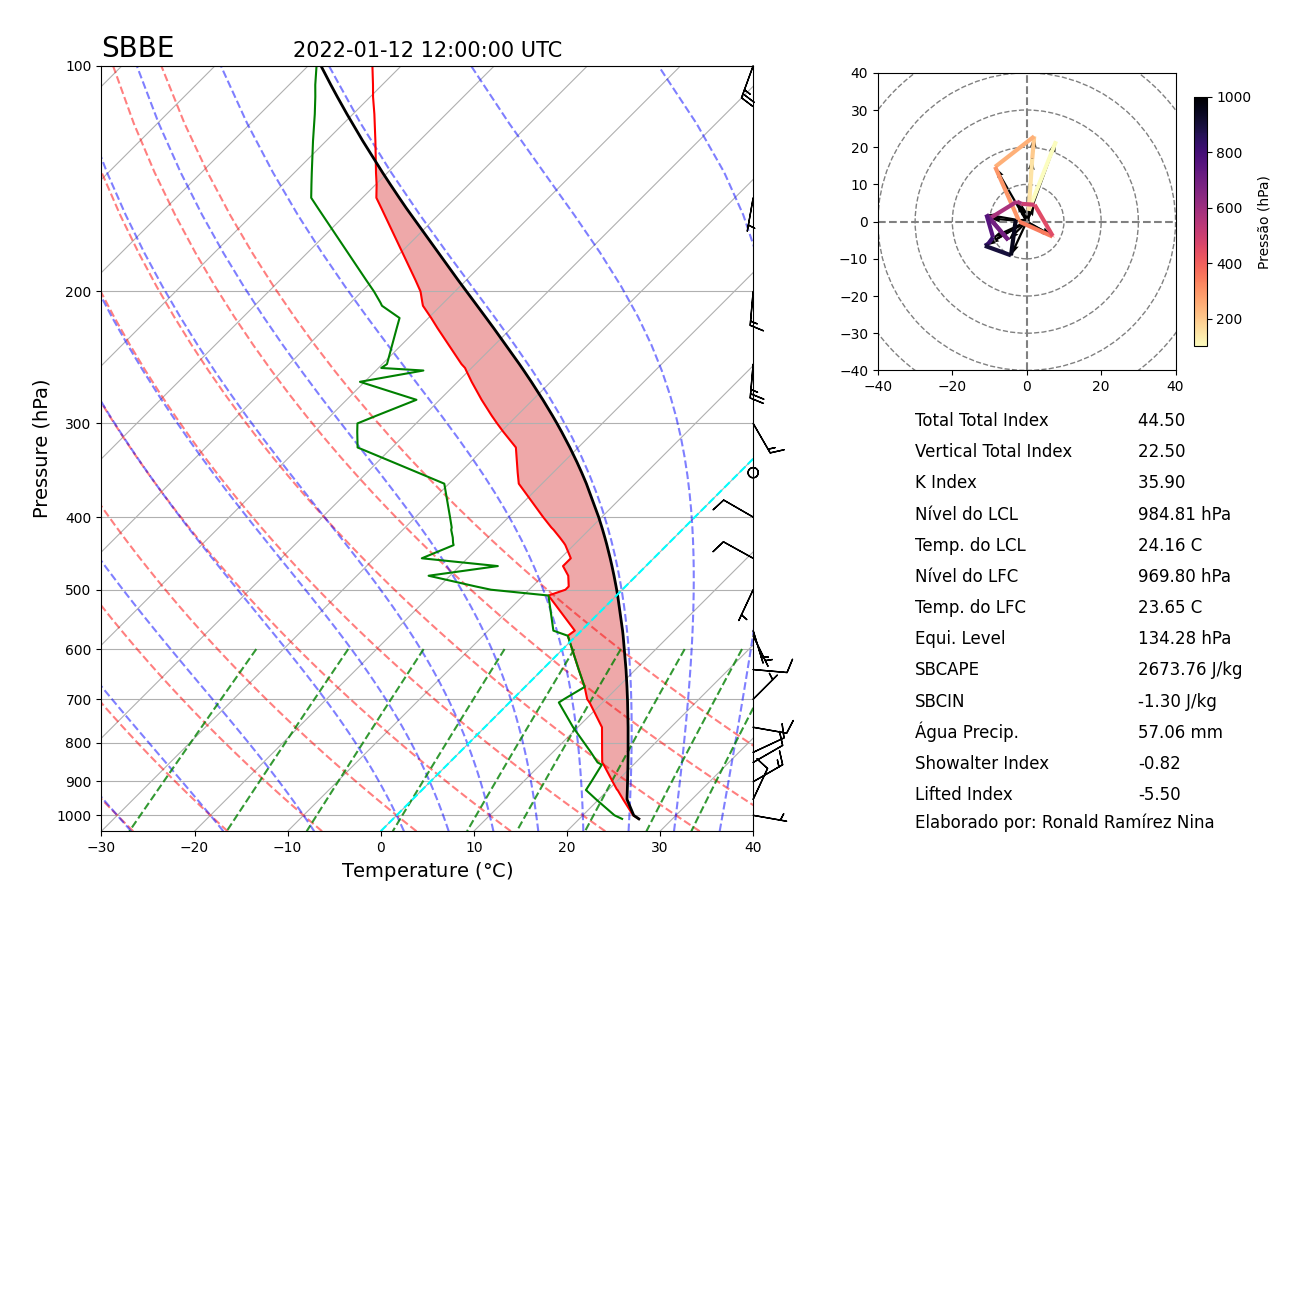 SBBE 2022-01-12 12:00:00 UTC
100
200
300
400
500
600
700
800
900
1000
Pressure (hPa)
−30 −20 −10 0 10 20 30 40
Temperature (°C)
40
30
20
10
0
−10
−20
−30
−40
−40 −20 0 20 40
1000
800
600
400
200
Pressão (hPa)
Total Total Index 44.50
Vertical Total Index 22.50
K Index 35.90
Nível do LCL 984.81 hPa
Temp. do LCL 24.16 C
Nível do LFC 969.80 hPa
Temp. do LFC 23.65 C
Equi. Level 134.28 hPa
SBCAPE 2673.76 J/kg
SBCIN -1.30 J/kg
Água Precip. 57.06 mm
Showalter Index -0.82
Lifted Index -5.50
Elaborado por: Ronald Ramírez Nina